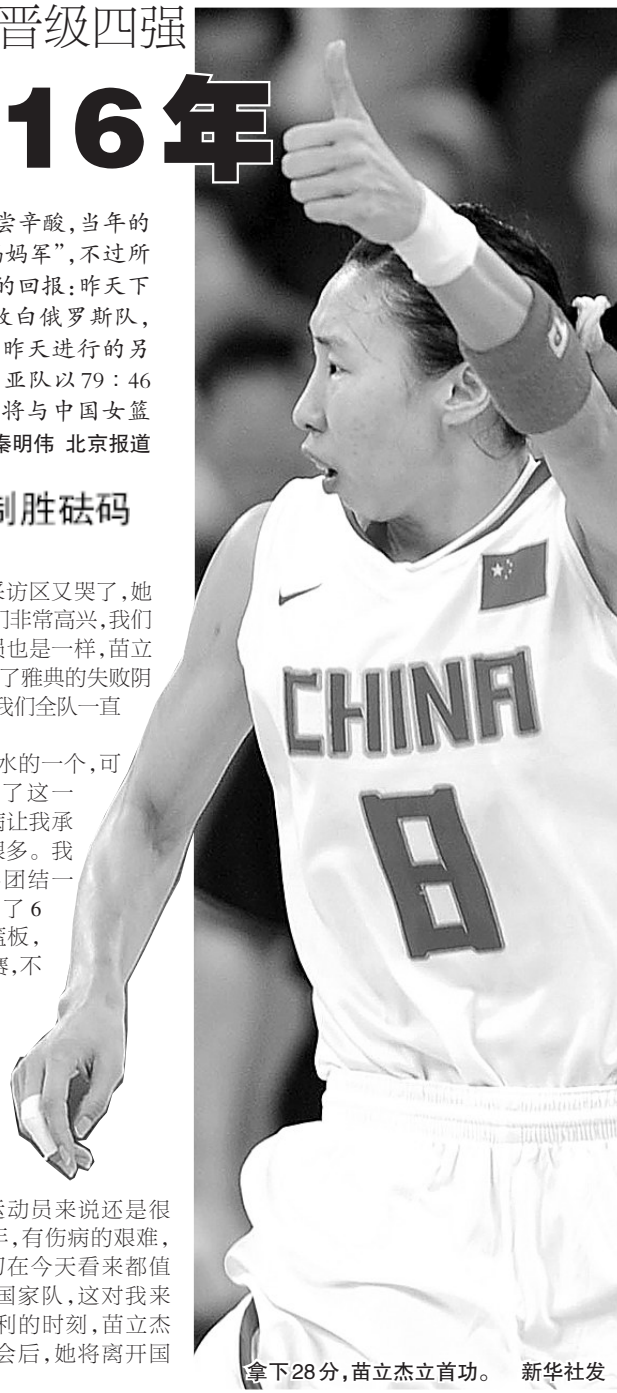 晋级四强
16年
尝辛酸,当年的
妈妈军”,不过所
的回报:昨天下
败白俄罗斯队,
昨天进行的另
亚队以79∶46
将与中国女篮
秦明伟 北京报道
制胜砝码
采访区又哭了,她
们非常高兴,我们
员也是一样,苗立
了雅典的失败阴
我们全队一直
水的一个,可
了这一
病让我承
很多。我
团结一
了6
篮板,
赛,不
运动员来说还是很
年,有伤病的艰难,
切在今天看来都值
国家队,这对我来
利的时刻,苗立杰
会后,她将离开国
CHINA
8
拿下28分,苗立杰立首功。 新华社发